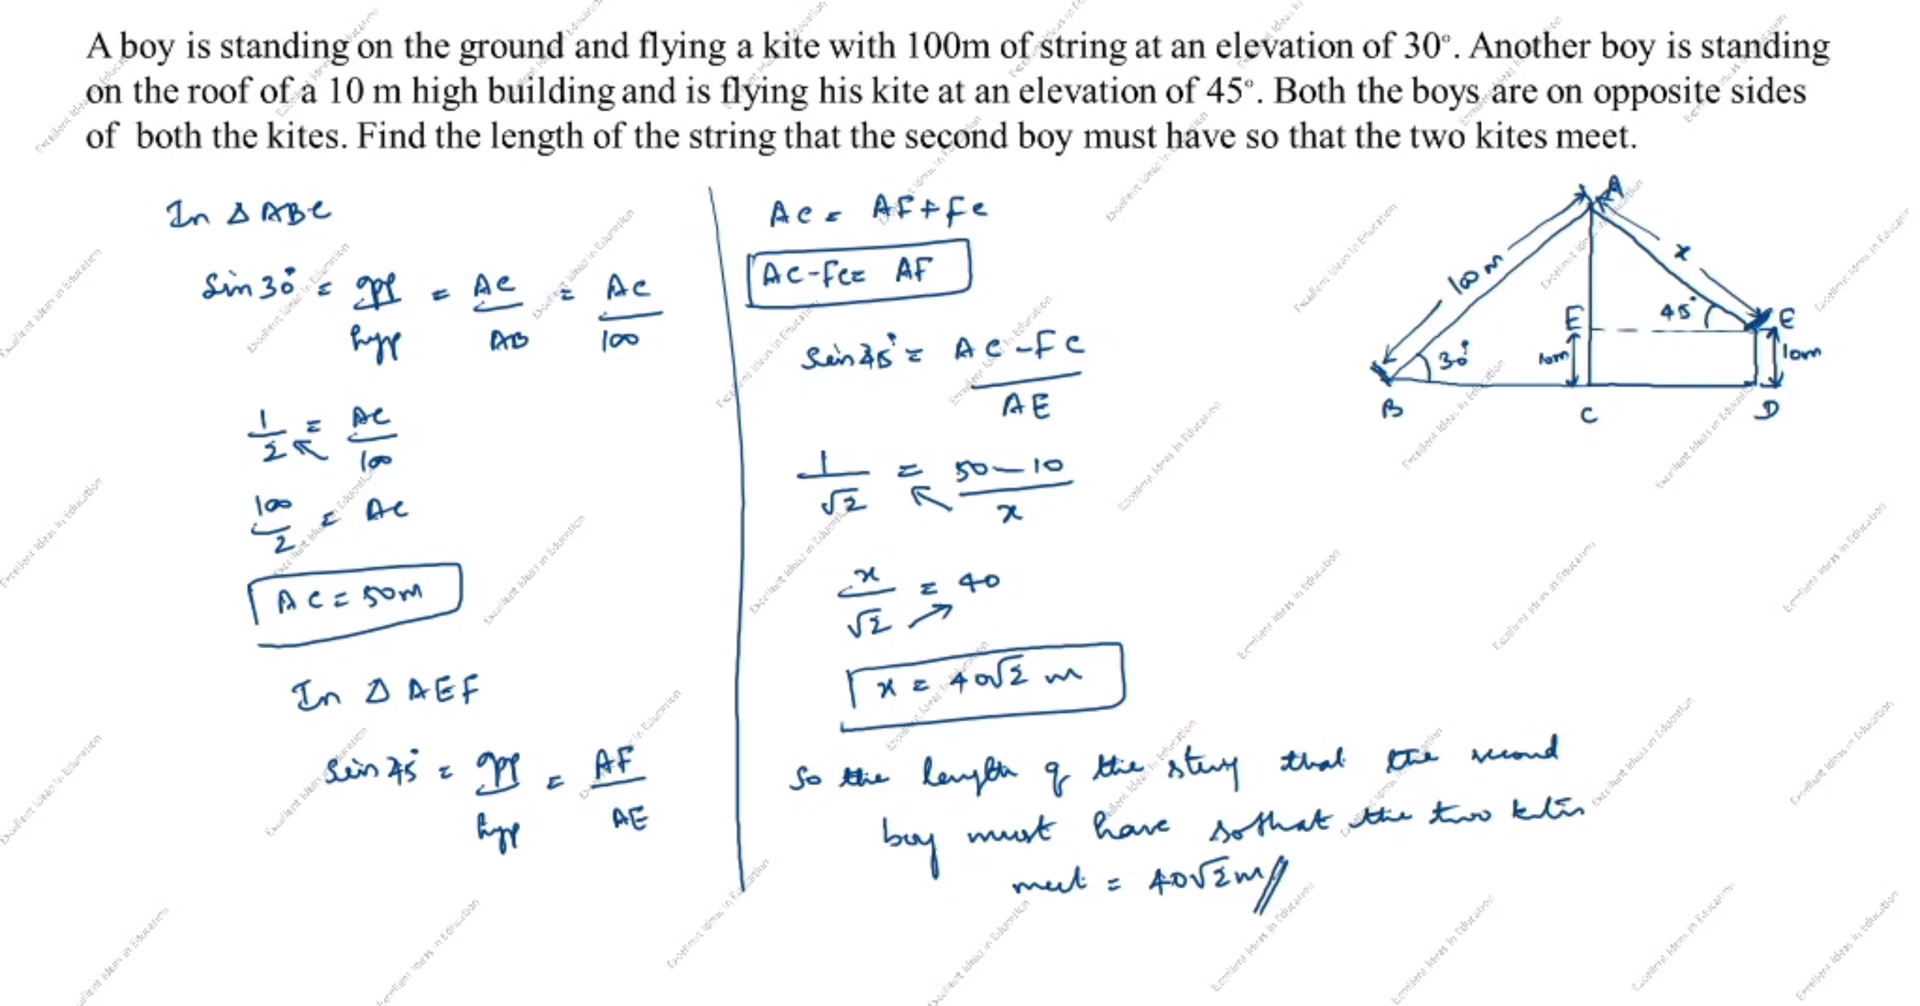 A boy is standing on the ground and flying a kite with 100m of string at an elevation of 30°. Another boy is standing
on the roof of a 10 m high building and is flying his kite at an elevation of 45°. Both the boys are on opposite sides
of both the kites. Find the length of the string that the second boy must have so that the two kites meet.
In Δ ABC
Sin 30° = opp/hyp = AC/AB = AC/100
1/2 = AC/100
100/2 = AC
AC = 50m
In Δ AEF
Sin 45° = opp/hyp = AF/AE
AC = AF + FC
AC - FC = AF
Sin 45° = AC - FC/AE
1/√2 = 50 - 10/x
x/√2 = 40
x = 40√2 m
So the length of the string that the second
boy must have so that the two kites
meet = 40√2 m //
A
100 m
x
45°
E
E
30°
10m
10m
B
C
D
Excellent Ideas in Education